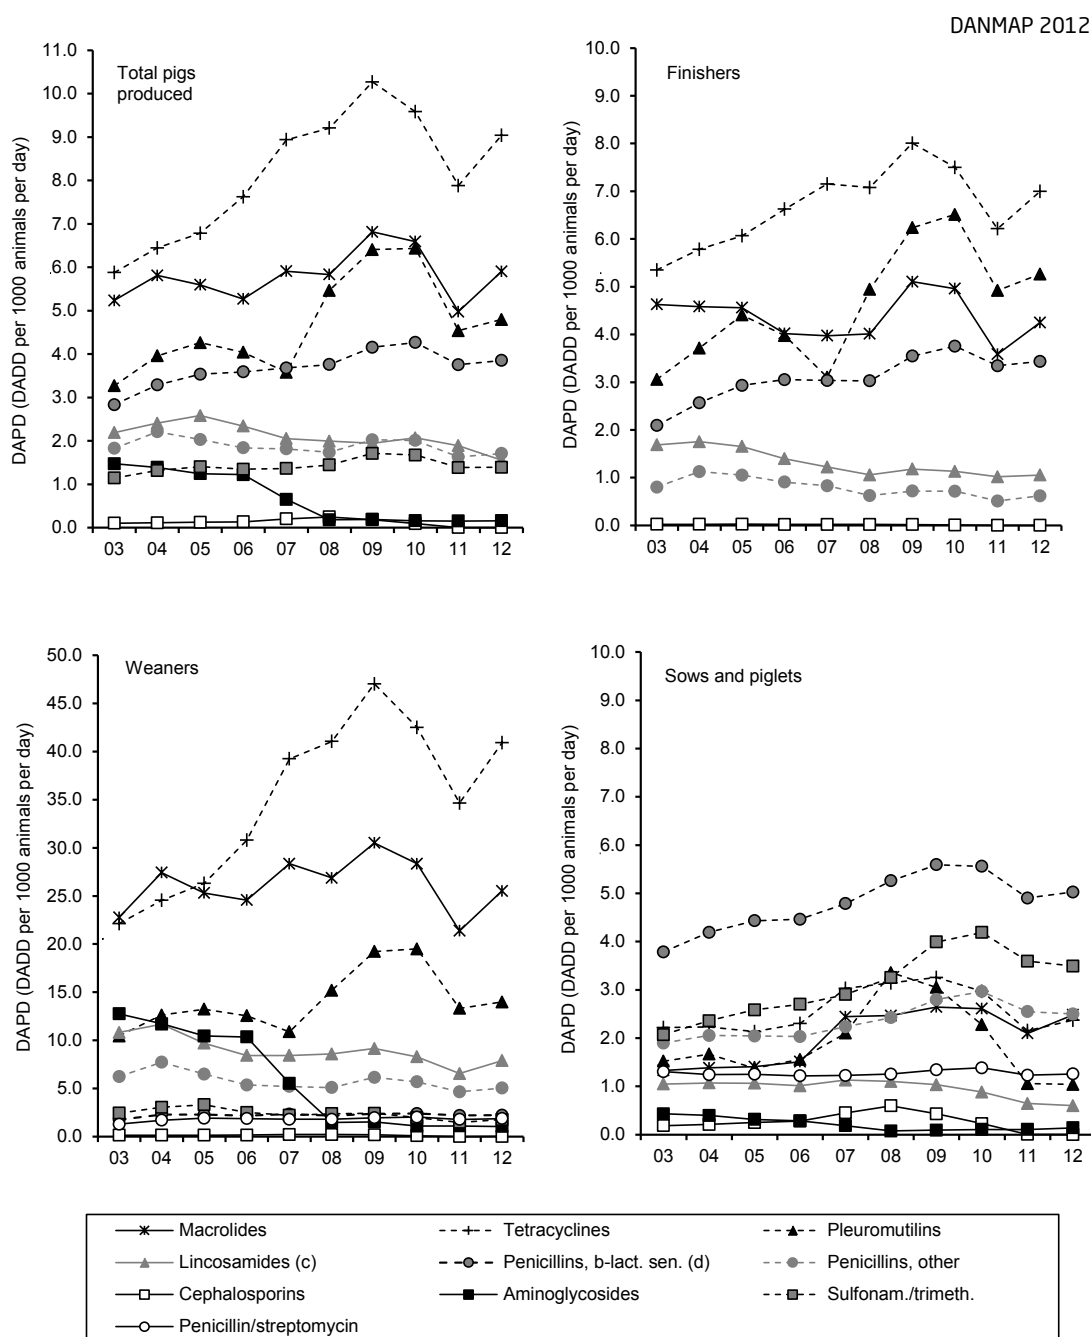 DANMAP 2012
Total pigs
produced
DAPD (DADD per 1000 animals per day)
11.0
10.0
9.0
8.0
7.0
6.0
5.0
4.0
3.0
2.0
1.0
0.0
03 04 05 06 07 08 09 10 11 12
Finishers
DAPD (DADD per 1000 animals per day)
10.0
9.0
8.0
7.0
6.0
5.0
4.0
3.0
2.0
1.0
0.0
03 04 05 06 07 08 09 10 11 12
Weaners
DAPD (DADD per 1000 animals per day)
50.0
45.0
40.0
35.0
30.0
25.0
20.0
15.0
10.0
5.0
0.0
03 04 05 06 07 08 09 10 11 12
Sows and piglets
DAPD (DADD per 1000 animals per day)
10.0
9.0
8.0
7.0
6.0
5.0
4.0
3.0
2.0
1.0
0.0
03 04 05 06 07 08 09 10 11 12
Macrolides Tetracyclines Pleuromutilins
Lincosamides (c) Penicillins, b-lact. sen. (d) Penicillins, other
Cephalosporins Aminoglycosides Sulfonam./trimeth.
Penicillin/streptomycin